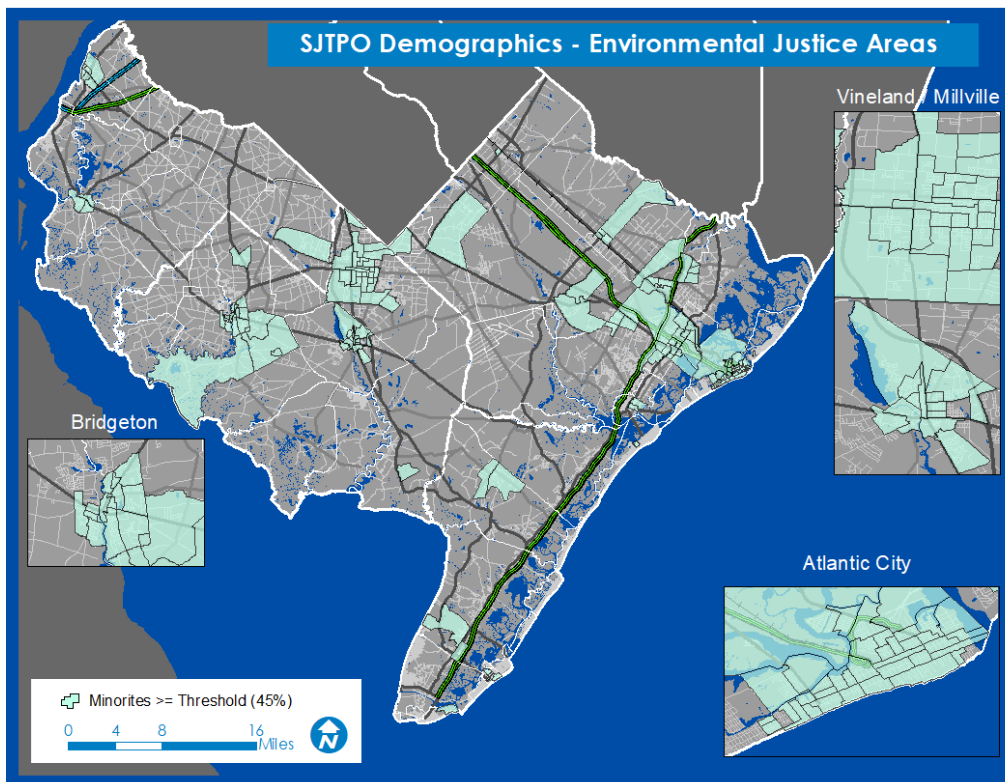 SJTPO Demographics - Environmental Justice Areas
Vineland / Millville
Bridgeton
Atlantic City
Minorites >= Threshold (45%)
0 4 8 16
Miles
N